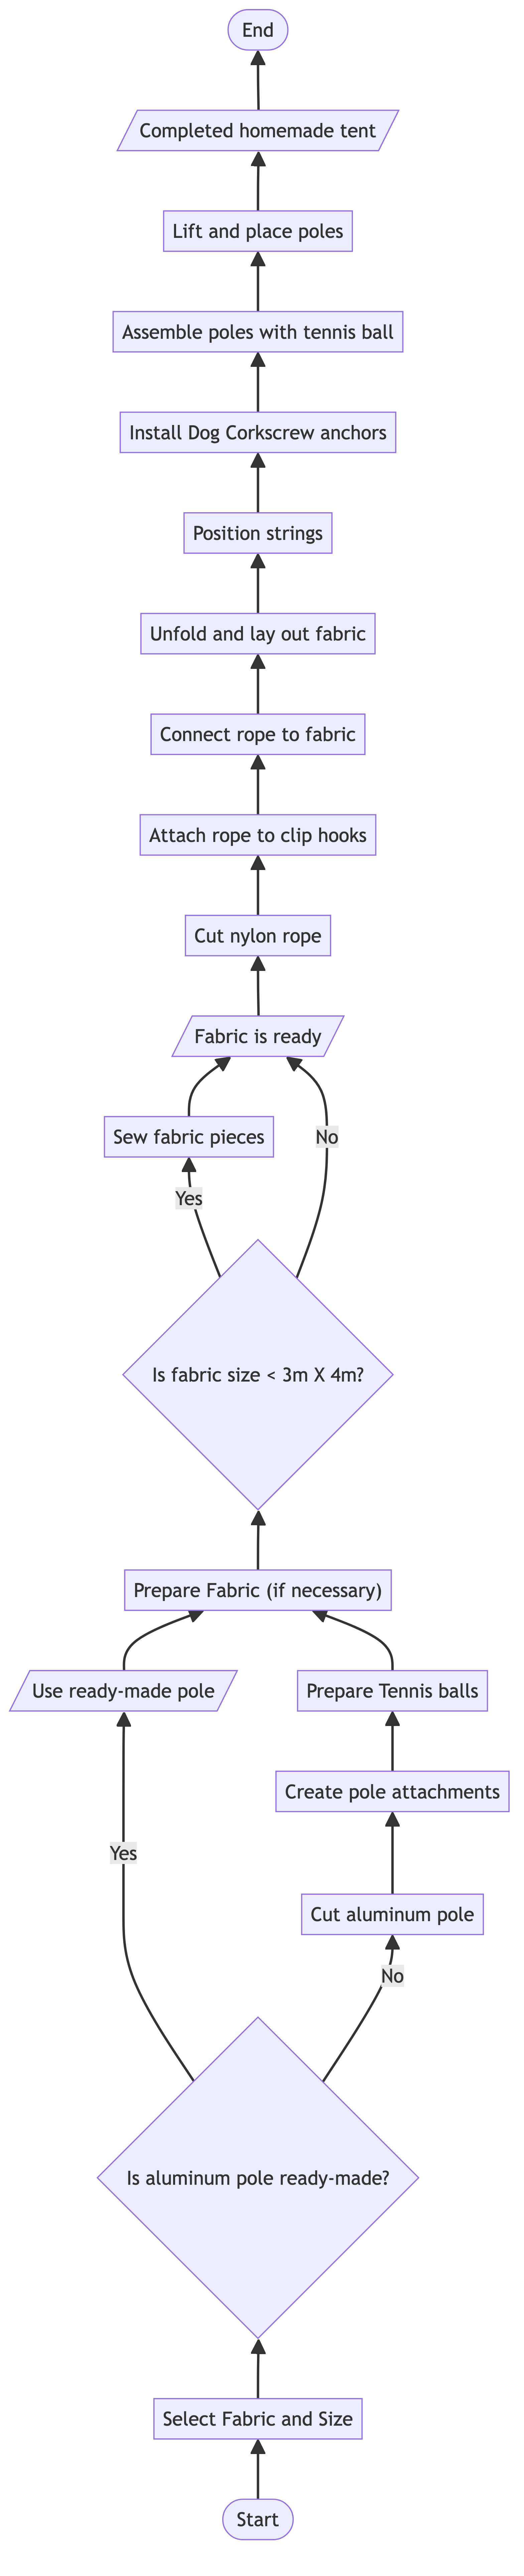 End
Completed homemade tent
Lift and place poles
Assemble poles with tennis ball
Install Dog Corkscrew anchors
Position strings
Unfold and lay out fabric
Connect rope to fabric
Attach rope to clip hooks
Cut nylon rope
Fabric is ready
Sew fabric pieces
No
Yes
Is fabric size < 3m X 4m?
Prepare Fabric (if necessary)
Use ready-made pole
Prepare Tennis balls
Create pole attachments
Yes
Cut aluminum pole
No
Is aluminum pole ready-made?
Select Fabric and Size
Start